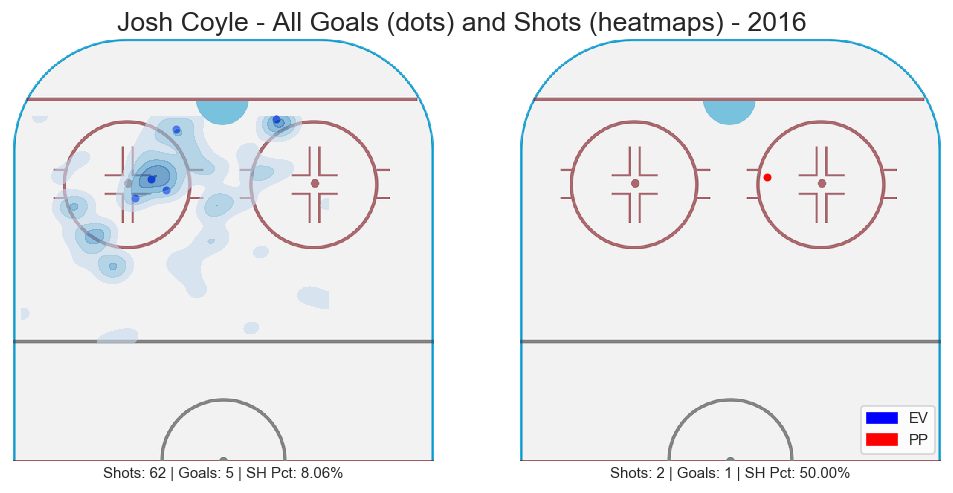 Josh Coyle - All Goals (dots) and Shots (heatmaps) - 2016
EV
PP
Shots: 62 | Goals: 5 | SH Pct: 8.06%
Shots: 2 | Goals: 1 | SH Pct: 50.00%